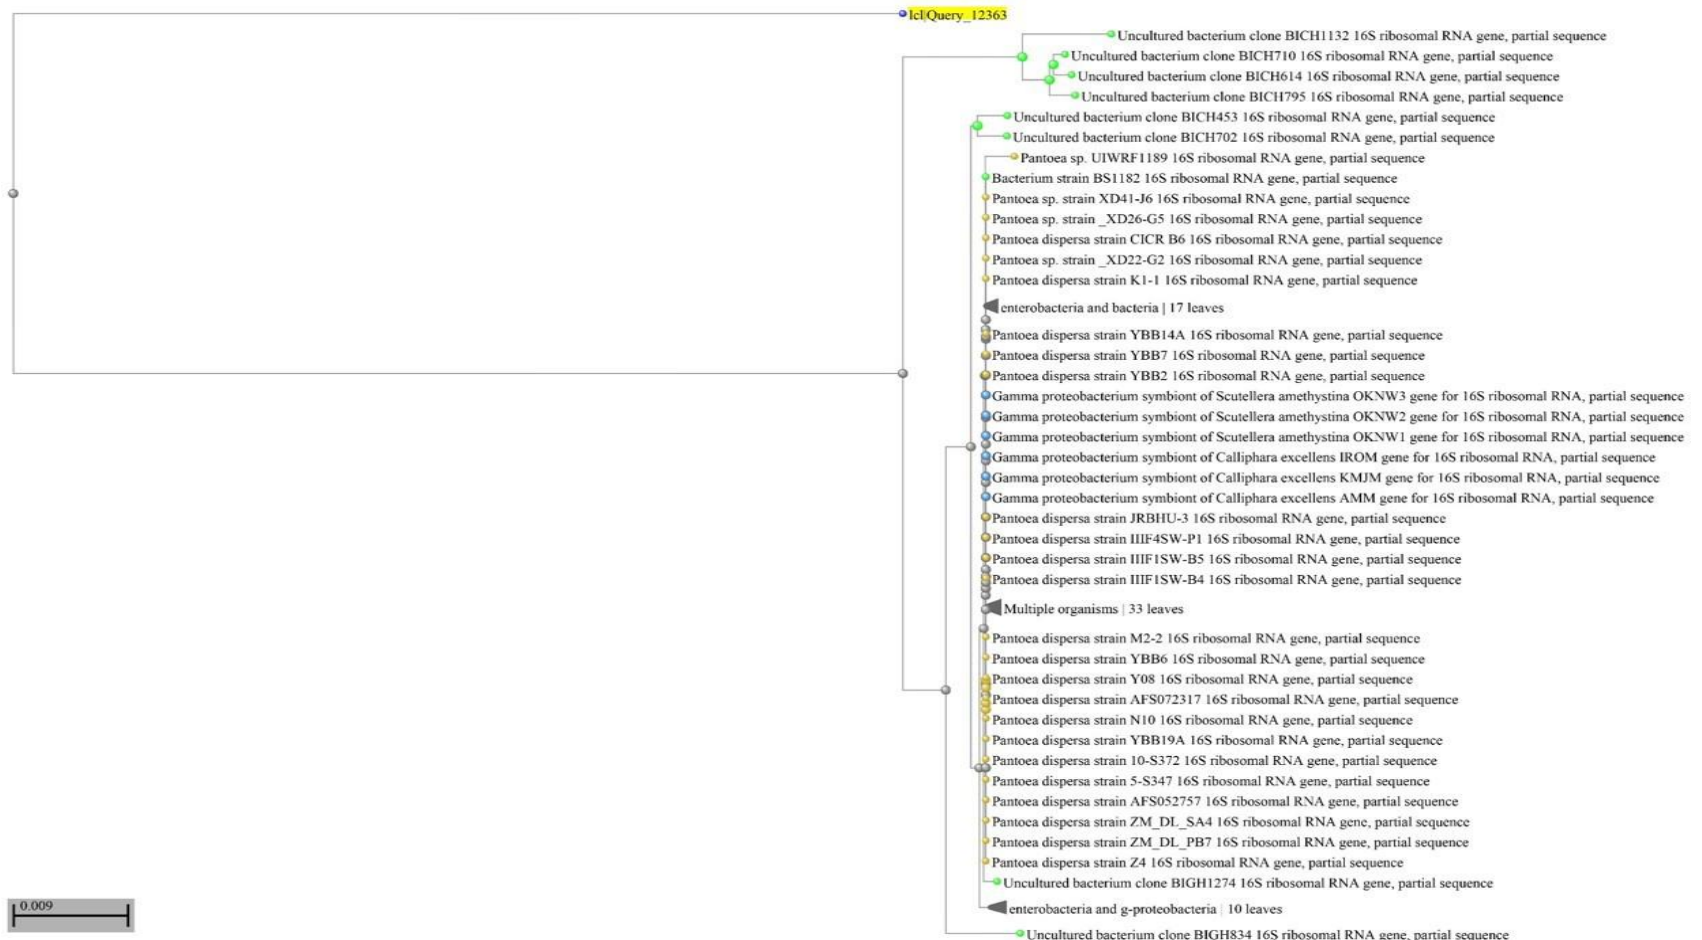 lcl|Query_12363
Uncultured bacterium clone BICH1132 16S ribosomal RNA gene, partial sequence
Uncultured bacterium clone BICH710 16S ribosomal RNA gene, partial sequence
Uncultured bacterium clone BICH614 16S ribosomal RNA gene, partial sequence
Uncultured bacterium clone BICH795 16S ribosomal RNA gene, partial sequence
Uncultured bacterium clone BICH453 16S ribosomal RNA gene, partial sequence
Uncultured bacterium clone BICH702 16S ribosomal RNA gene, partial sequence
Pantoea sp. UIWRF1189 16S ribosomal RNA gene, partial sequence
Bacterium strain BS1182 16S ribosomal RNA gene, partial sequence
Pantoea sp. strain XD41-J6 16S ribosomal RNA gene, partial sequence
Pantoea sp. strain _XD26-G5 16S ribosomal RNA gene, partial sequence
Pantoea dispersa strain CICR B6 16S ribosomal RNA gene, partial sequence
Pantoea sp. strain _XD22-G2 16S ribosomal RNA gene, partial sequence
Pantoea dispersa strain K1-1 16S ribosomal RNA gene, partial sequence
enterobacteria and bacteria | 17 leaves
Pantoea dispersa strain YBB14A 16S ribosomal RNA gene, partial sequence
Pantoea dispersa strain YBB7 16S ribosomal RNA gene, partial sequence
Pantoea dispersa strain YBB2 16S ribosomal RNA gene, partial sequence
Gamma proteobacterium symbiont of Scutellera amethystina OKNW3 gene for 16S ribosomal RNA, partial sequence
Gamma proteobacterium symbiont of Scutellera amethystina OKNW2 gene for 16S ribosomal RNA, partial sequence
Gamma proteobacterium symbiont of Scutellera amethystina OKNW1 gene for 16S ribosomal RNA, partial sequence
Gamma proteobacterium symbiont of Calliphara excellens IROM gene for 16S ribosomal RNA, partial sequence
Gamma proteobacterium symbiont of Calliphara excellens KMJM gene for 16S ribosomal RNA, partial sequence
Gamma proteobacterium symbiont of Calliphara excellens AMM gene for 16S ribosomal RNA, partial sequence
Pantoea dispersa strain JRBHU-3 16S ribosomal RNA gene, partial sequence
Pantoea dispersa strain IIIF4SW-P1 16S ribosomal RNA gene, partial sequence
Pantoea dispersa strain IIIF1SW-B5 16S ribosomal RNA gene, partial sequence
Pantoea dispersa strain IIIF1SW-B4 16S ribosomal RNA gene, partial sequence
Multiple organisms | 33 leaves
Pantoea dispersa strain M2-2 16S ribosomal RNA gene, partial sequence
Pantoea dispersa strain YBB6 16S ribosomal RNA gene, partial sequence
Pantoea dispersa strain Y08 16S ribosomal RNA gene, partial sequence
Pantoea dispersa strain AFS072317 16S ribosomal RNA gene, partial sequence
Pantoea dispersa strain N10 16S ribosomal RNA gene, partial sequence
Pantoea dispersa strain YBB19A 16S ribosomal RNA gene, partial sequence
Pantoea dispersa strain 10-S372 16S ribosomal RNA gene, partial sequence
Pantoea dispersa strain 5-S347 16S ribosomal RNA gene, partial sequence
Pantoea dispersa strain AFS052757 16S ribosomal RNA gene, partial sequence
Pantoea dispersa strain ZM_DL_SA4 16S ribosomal RNA gene, partial sequence
Pantoea dispersa strain ZM_DL_PB7 16S ribosomal RNA gene, partial sequence
Pantoea dispersa strain Z4 16S ribosomal RNA gene, partial sequence
Uncultured bacterium clone BIGH1274 16S ribosomal RNA gene, partial sequence
enterobacteria and g-proteobacteria | 10 leaves
Uncultured bacterium clone BIGH834 16S ribosomal RNA gene, partial sequence
0.009